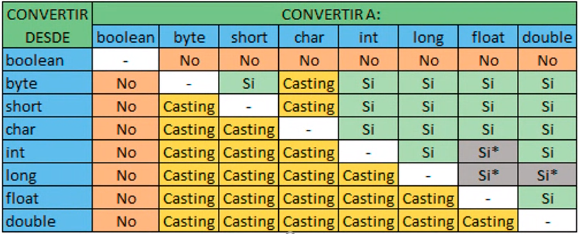 CONVERTIR DESDE CONVERTIR A:
boolean byte short char int long float double
boolean - No No No No No No No
byte No - Si Casting Si Si Si Si
short No Casting - Casting Si Si Si Si
char No Casting Casting - Si Si Si Si
int No Casting Casting Casting - Si Si* Si
long No Casting Casting Casting Casting - Si* Si*
float No Casting Casting Casting Casting Casting - Si
double No Casting Casting Casting Casting Casting Casting -